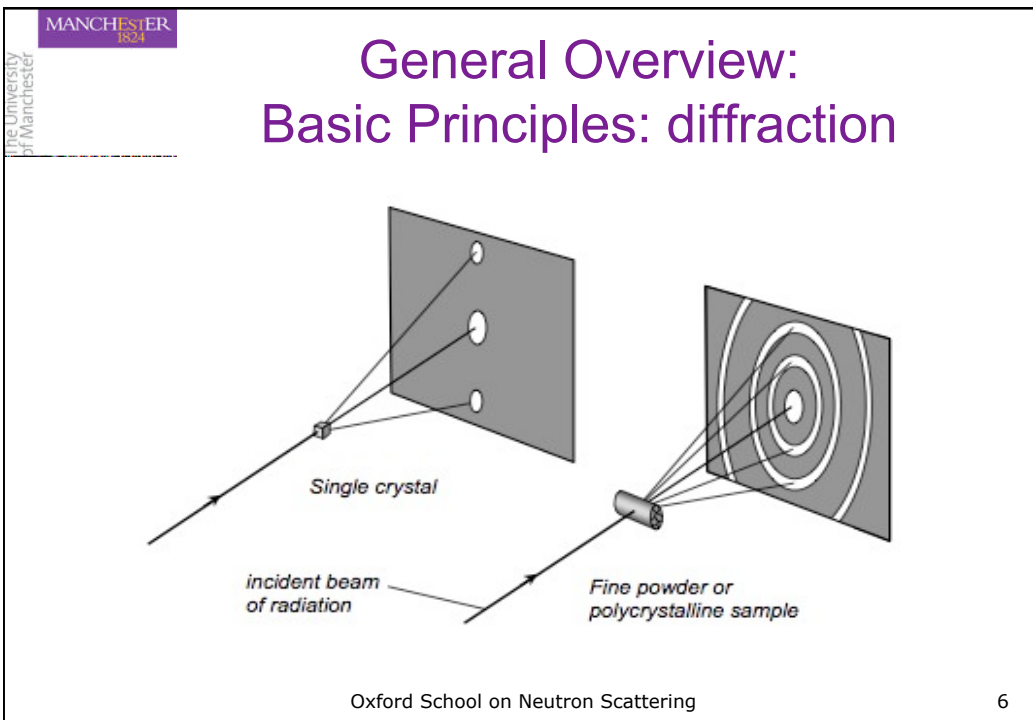 MANCHESTER
1824
The University
of Manchester
General Overview:
Basic Principles: diffraction
Single crystal
incident beam
of radiation
Fine powder or
polycrystalline sample
Oxford School on Neutron Scattering
6